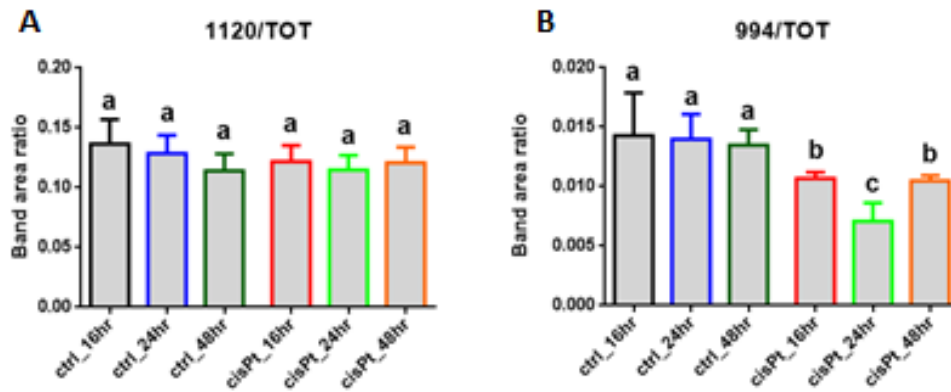 A
1120/TOT
Band area ratio
0.20
0.15
0.10
0.05
0.00
a
a
a
a
a
a
ctrl_16hr
ctrl_24hr
ctrl_48hr
cisPt_16hr
cisPt_24hr
cisPt_48hr
B
994/TOT
Band area ratio
0.020
0.015
0.010
0.005
0.000
a
a
a
b
c
b
ctrl_16hr
ctrl_24hr
ctrl_48hr
cisPt_16hr
cisPt_24hr
cisPt_48hr